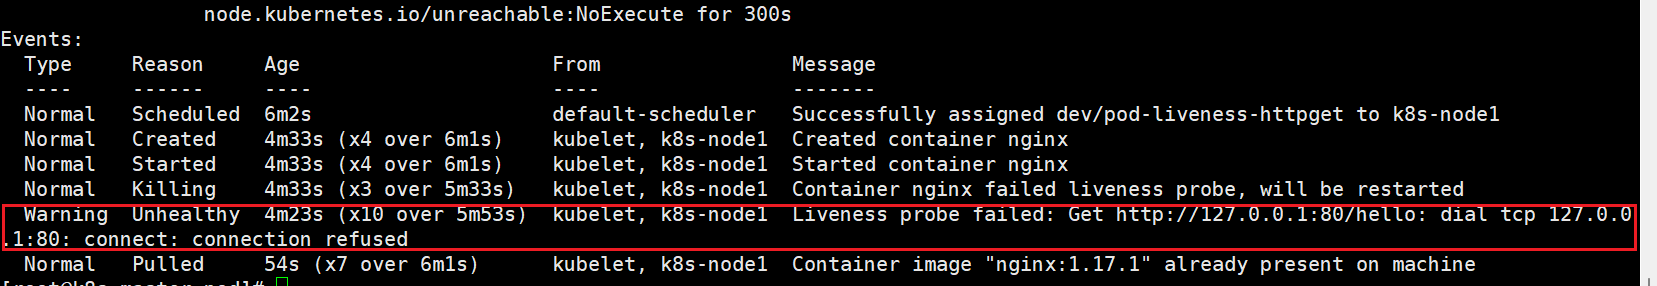 node.kubernetes.io/unreachable:NoExecute for 300s
Events:
Type Reason Age From Message
---- ------ ---- ---- -------
Normal Scheduled 6m2s default-scheduler Successfully assigned dev/pod-liveness-httpget to k8s-node1
Normal Created 4m33s (x4 over 6m1s) kubelet, k8s-node1 Created container nginx
Normal Started 4m33s (x4 over 6m1s) kubelet, k8s-node1 Started container nginx
Normal Killing 4m33s (x3 over 5m33s) kubelet, k8s-node1 Container nginx failed liveness probe, will be restarted
Warning Unhealthy 4m23s (x10 over 5m53s) kubelet, k8s-node1 Liveness probe failed: Get http://127.0.0.1:80/hello: dial tcp 127.0.0
.1:80: connect: connection refused
Normal Pulled 54s (x7 over 6m1s) kubelet, k8s-node1 Container image "nginx:1.17.1" already present on machine
[root@k8s-master pod]#